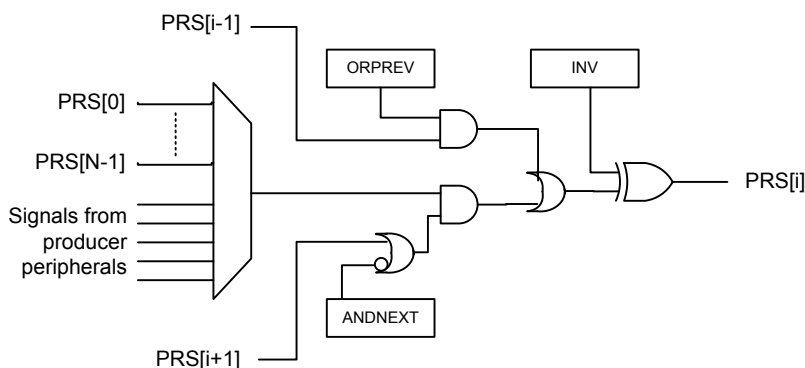 PRS[i-1]
ORPREV
INV
PRS[0]
PRS[N-1]
PRS[i]
Signals from
producer
peripherals
ANDNEXT
PRS[i+1]